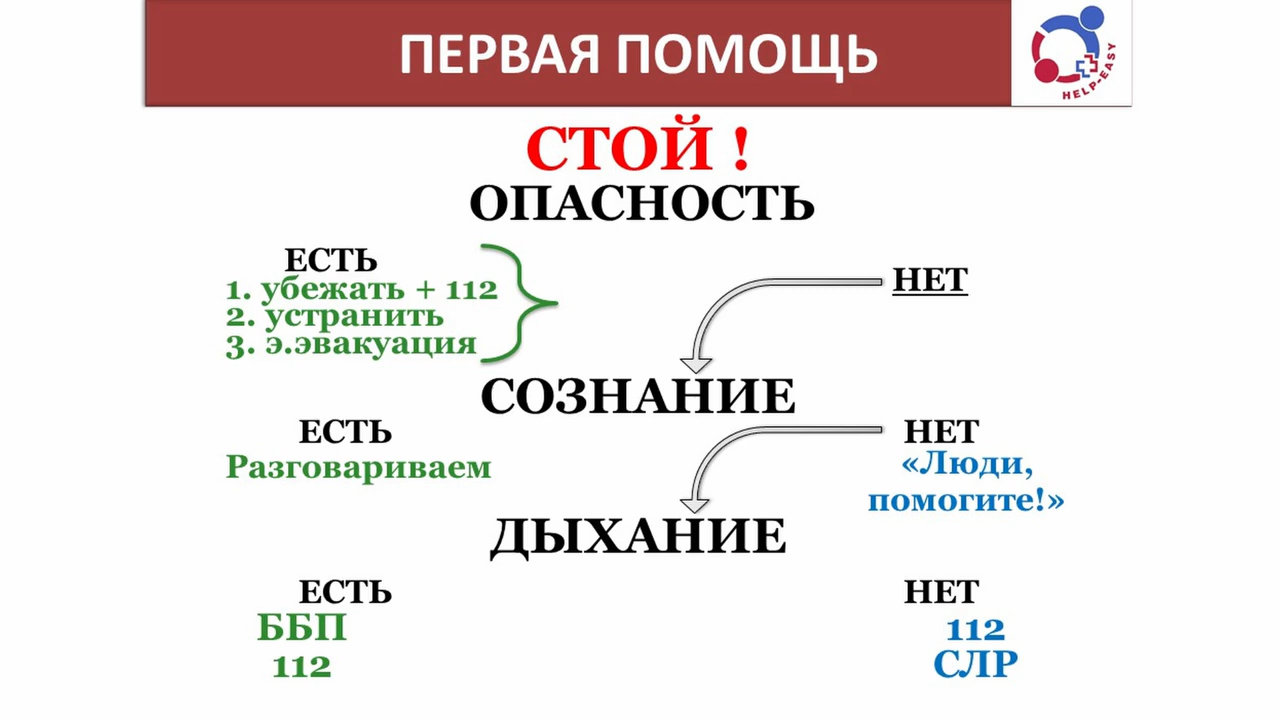 ПЕРВАЯ ПОМОЩЬ
HELP-EASY
СТОЙ !
ОПАСНОСТЬ
ЕСТЬ
1. убежать + 112
2. устранить
3. э.эвакуация
НЕТ
СОЗНАНИЕ
ЕСТЬ
Разговариваем
НЕТ
«Люди,
помогите!»
ДЫХАНИЕ
ЕСТЬ
ББП
112
НЕТ
112
СЛР